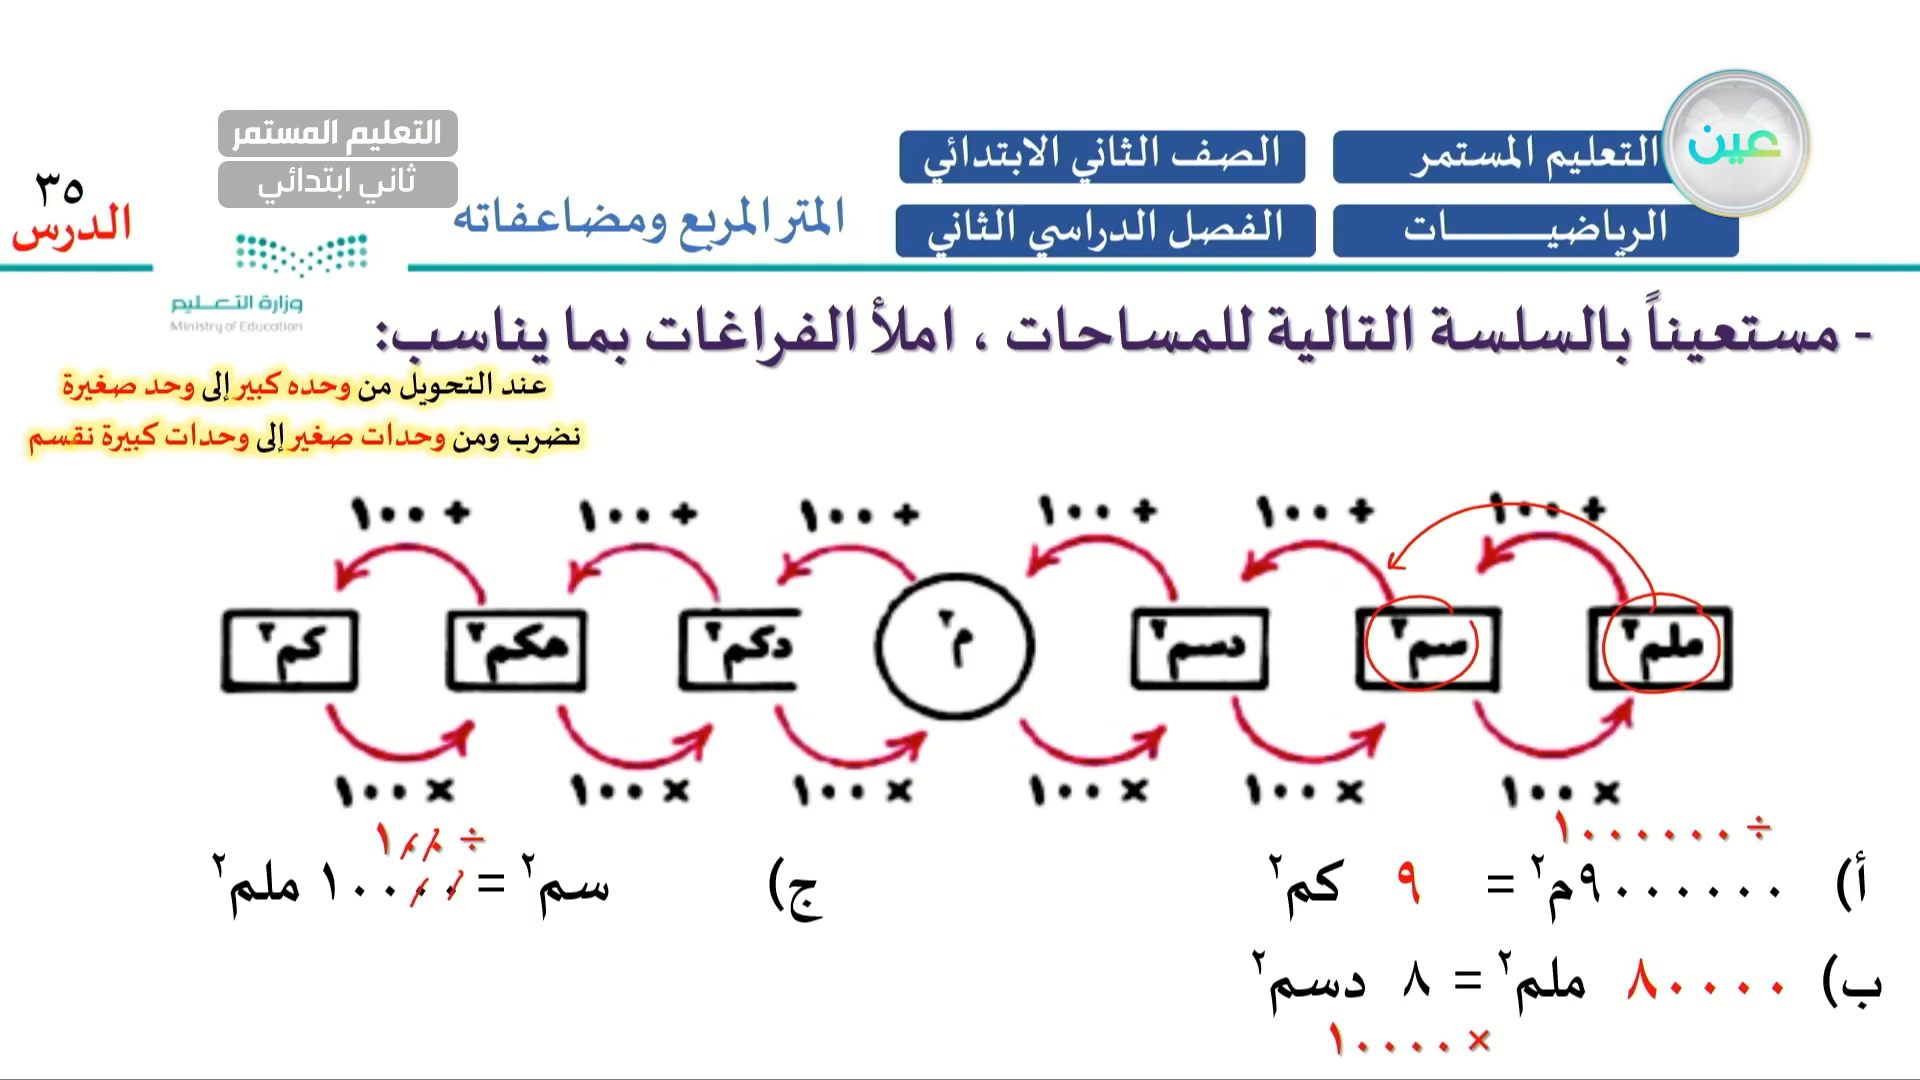 عين
التعليم المستمر
الصف الثاني الابتدائي
التعليم المستمر
ثاني ابتدائي
الرياضيـــــــــات
الفصل الدراسي الثاني
المتر المربع ومضاعفاته
٣٥
الدرس
وزارة التعـــليم
Ministry of Education
- مستعيناً بالسلسة التالية للمساحات ، املأ الفراغات بما يناسب:
عند التحويل من وحده كبير إلى وحد صغيرة
نضرب ومن وحدات صغير إلى وحدات كبيرة نقسم
÷ ١٠٠ ÷ ١٠٠ ÷ ١٠٠ ÷ ١٠٠ ÷ ١٠٠ ÷ ١٠٠
ملم٢ سم٢ دسم٢ م٢ دكم٢ هكم٢ كم٢
× ١٠٠ × ١٠٠ × ١٠٠ × ١٠٠ × ١٠٠ × ١٠٠
÷ ١٠٠٠٠٠٠
أ) ٩٠٠٠٠٠٠م٢ = ٩ كم٢
ب) ٨٠٠٠٠ ملم٢ = ٨ دسم٢
× ١٠٠٠٠
÷ ١٠٠
ج) سم٢ = ١٠٠٠٠ ملم٢